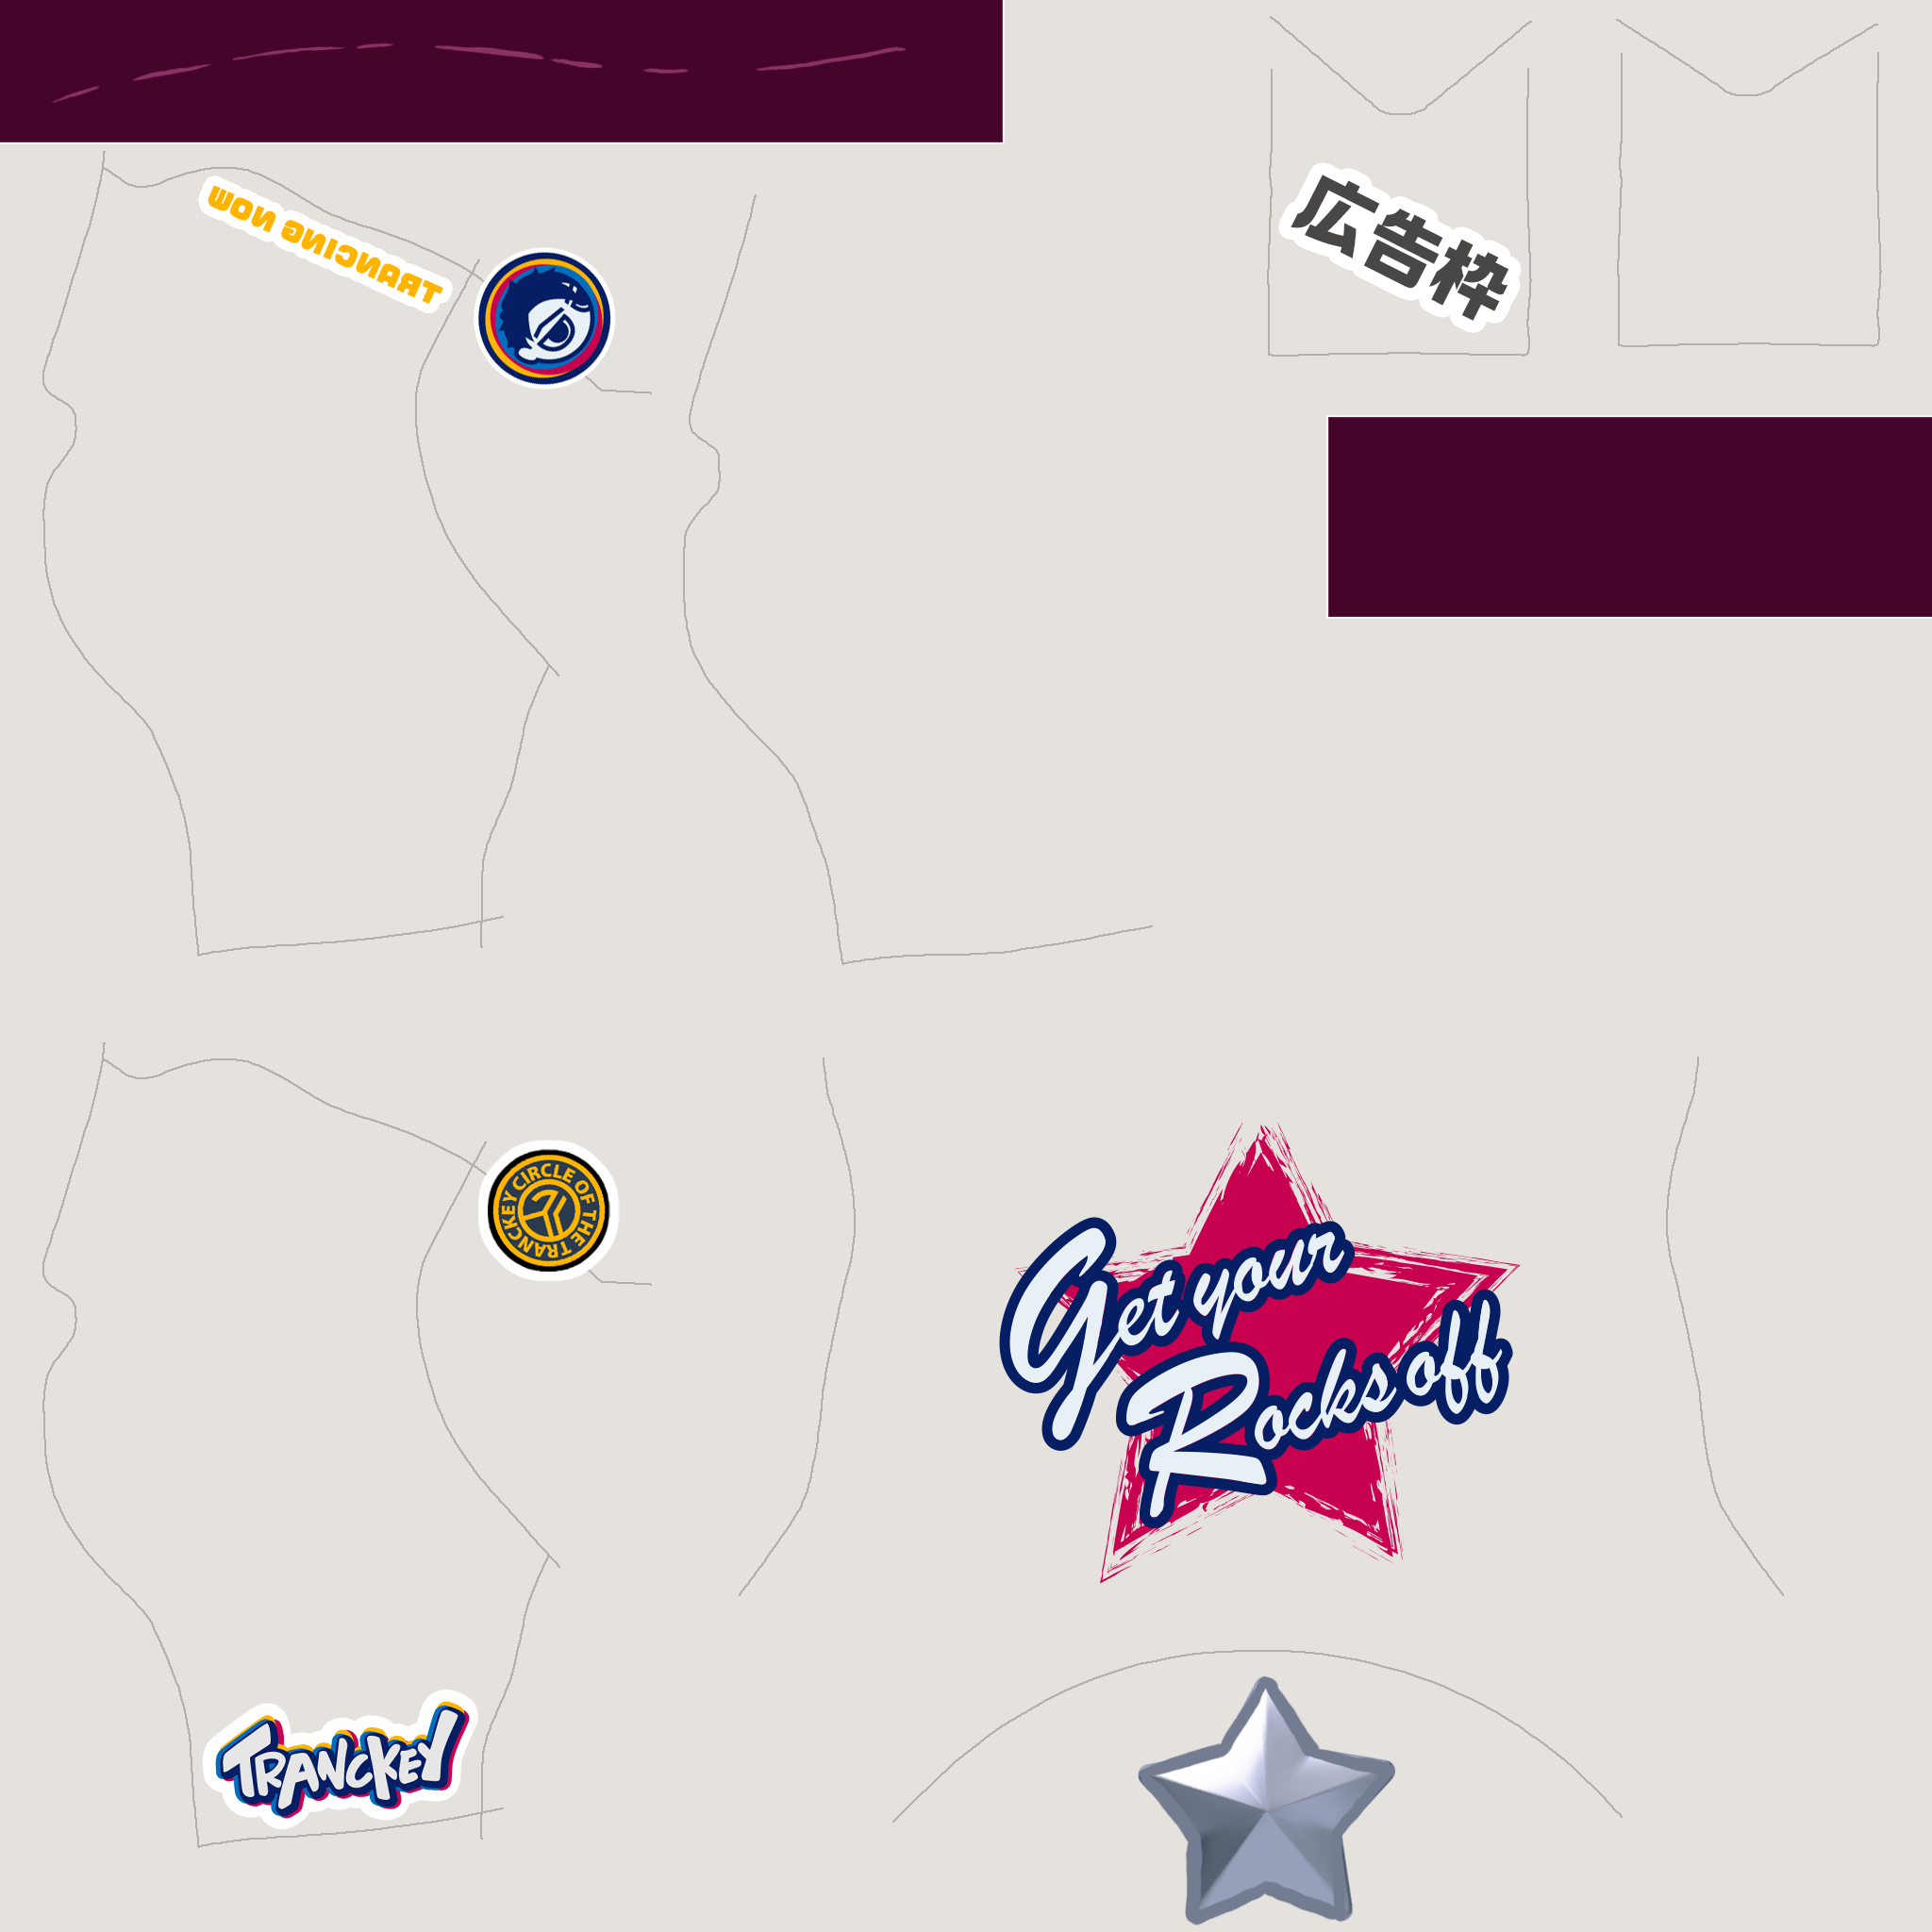 TRANCING NOW
広告枠
TRANCKEY CIRCLE OF THE
Get your
Rocks off
TRANCKEY